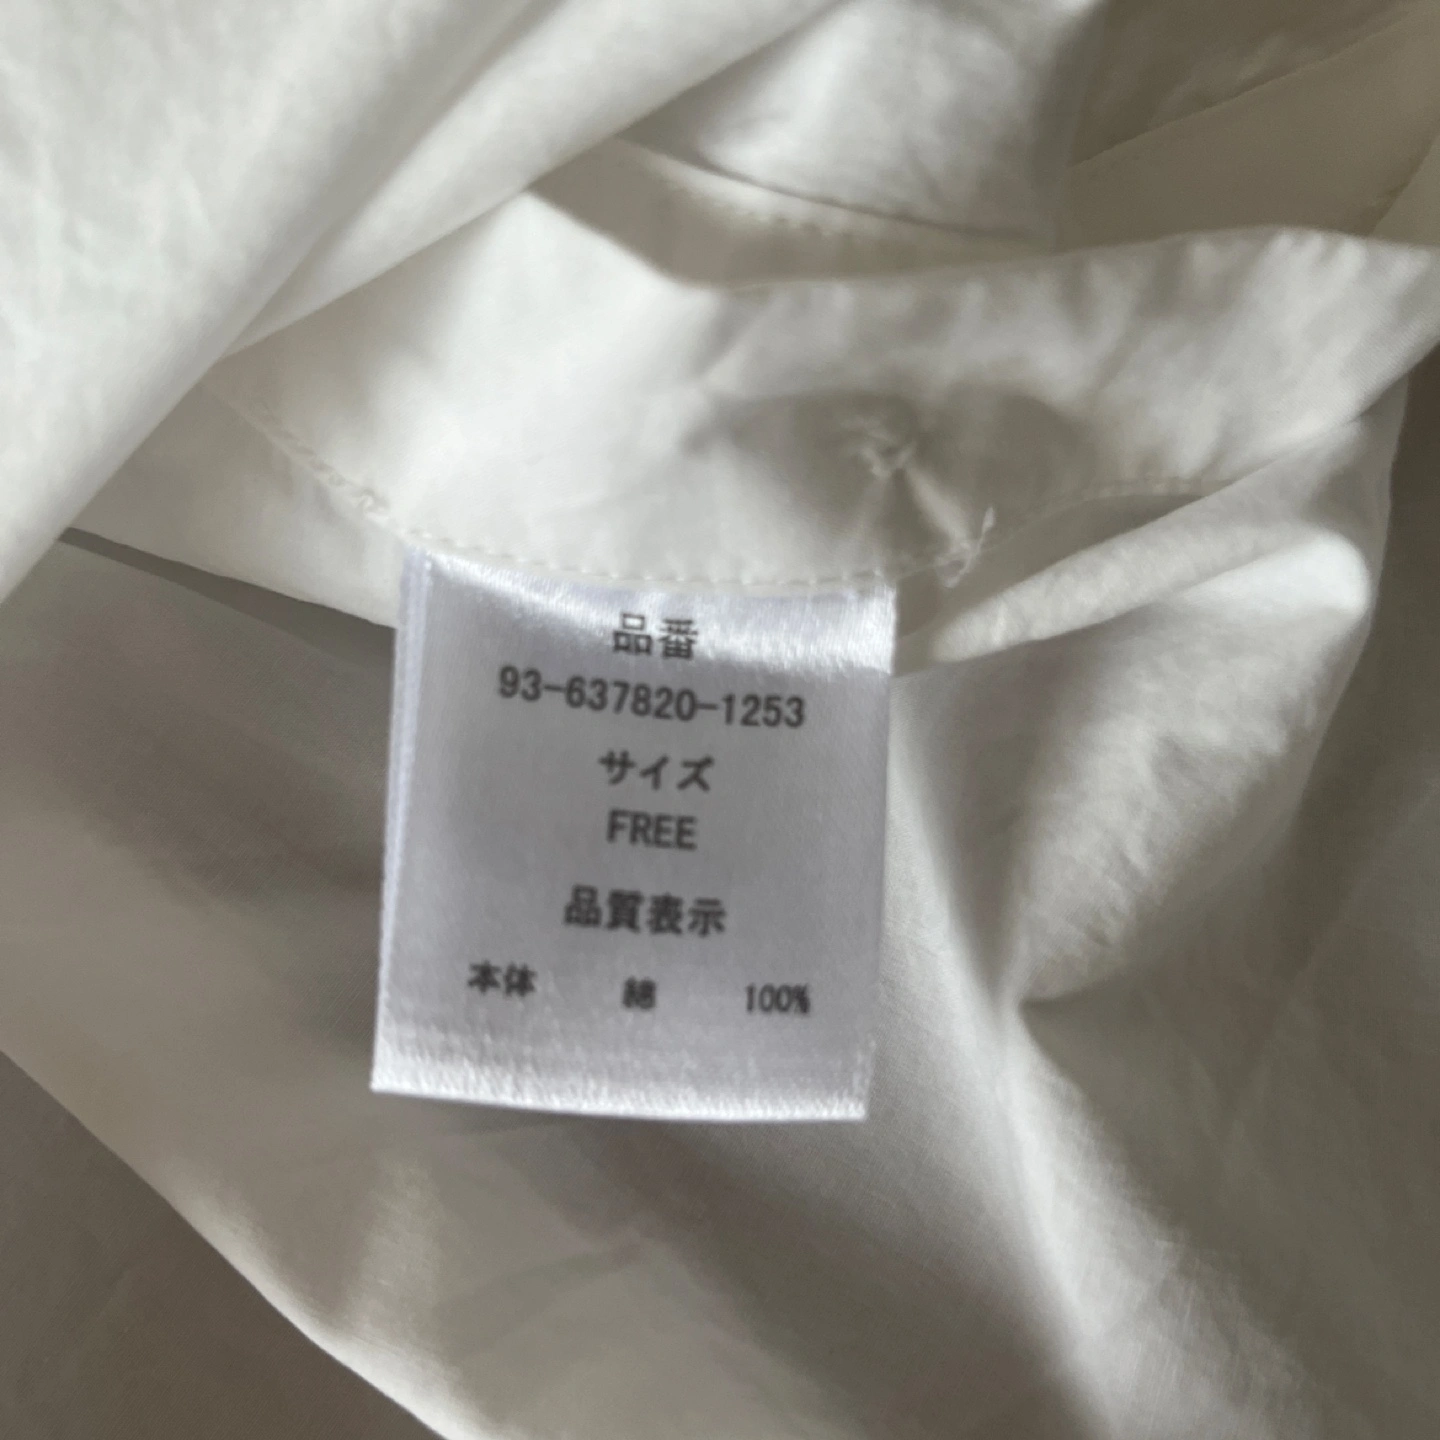 品番
93-637820-1253
サイズ
FREE
品質表示
本体 綿 100%